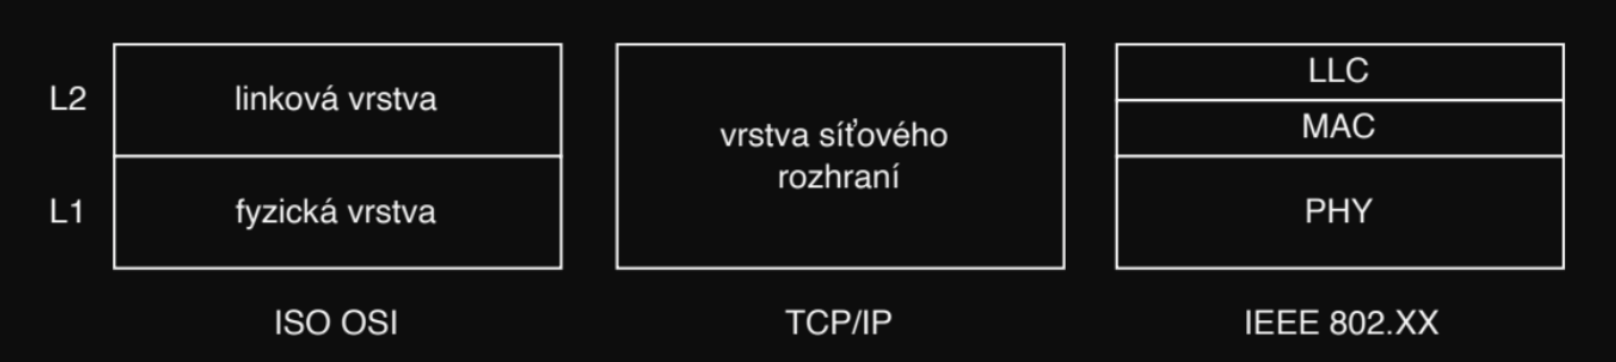 L2
linková vrstva
L1
fyzická vrstva
ISO OSI
vrstva síťového
rozhraní
TCP/IP
LLC
MAC
PHY
IEEE 802.XX